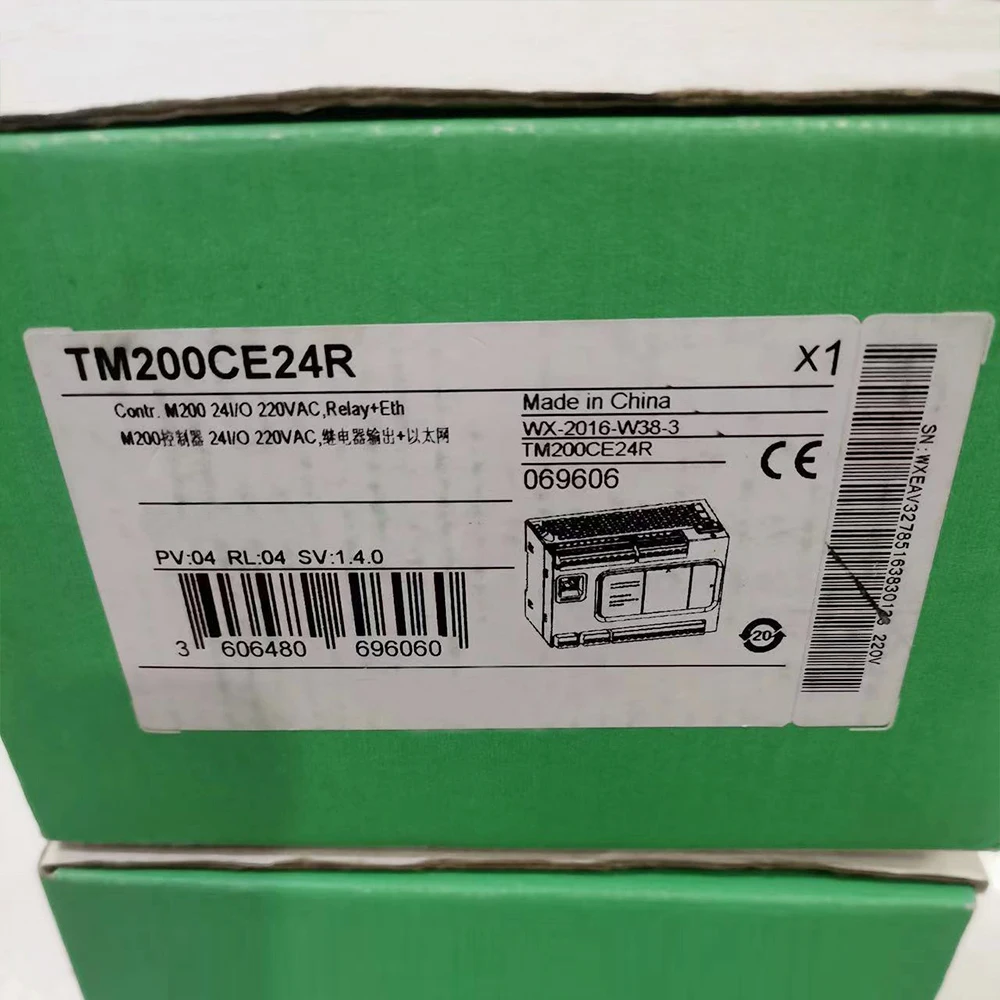 TM200CE24R
X1
Contr. M200 24I/O 220VAC,Relay+Eth
M200控制器 24I/O 220VAC,继电器输出+以太网
Made in China
WX-2016-W38-3
TM200CE24R
069606
CE
PV:04 RL:04 SV:1.4.0
3 606480 696060
20
220V